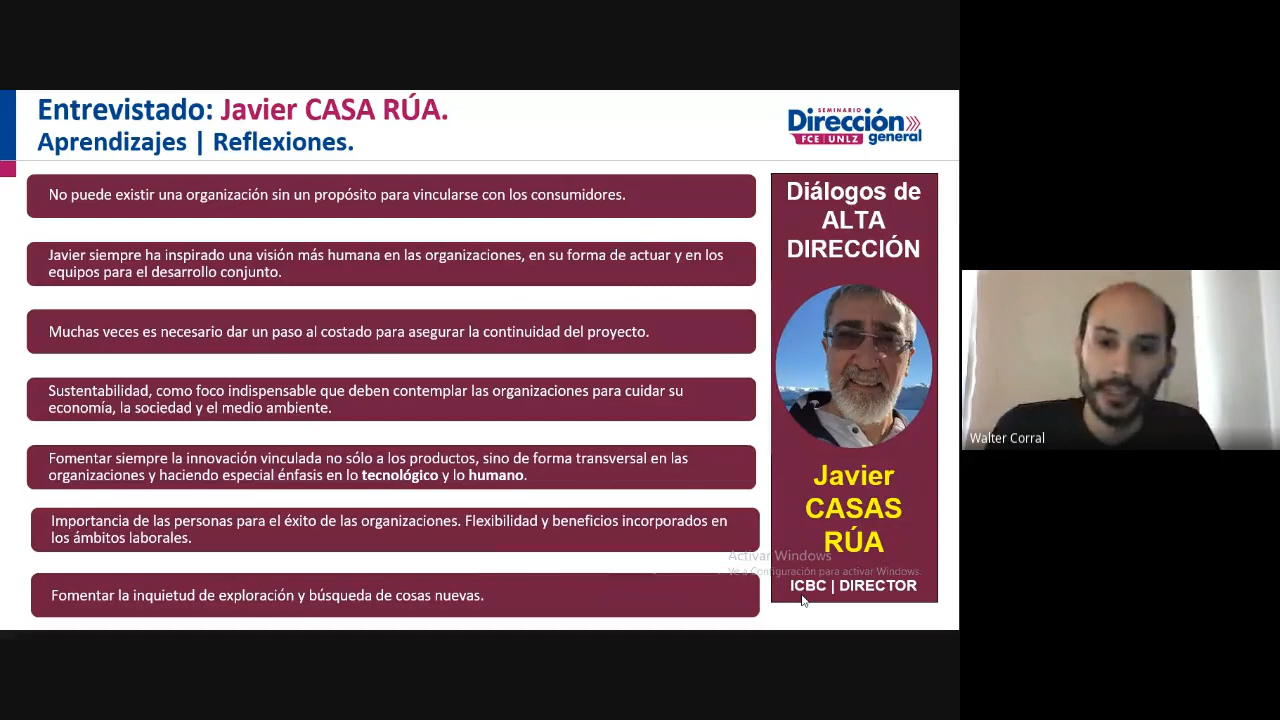 Entrevistado: Javier CASA RÚA.
Aprendizajes | Reflexiones.
SEMINARIO
Dirección
FCE | UNLZ general
No puede existir una organización sin un propósito para vincularse con los consumidores.
Javier siempre ha inspirado una visión más humana en las organizaciones, en su forma de actuar y en los
equipos para el desarrollo conjunto.
Muchas veces es necesario dar un paso al costado para asegurar la continuidad del proyecto.
Sustentabilidad, como foco indispensable que deben contemplar las organizaciones para cuidar su
economía, la sociedad y el medio ambiente.
Fomentar siempre la innovación vinculada no sólo a los productos, sino de forma transversal en las
organizaciones y haciendo especial énfasis en lo tecnológico y lo humano.
Importancia de las personas para el éxito de las organizaciones. Flexibilidad y beneficios incorporados en
los ámbitos laborales.
Fomentar la inquietud de exploración y búsqueda de cosas nuevas.
Diálogos de
ALTA
DIRECCIÓN
Javier
CASAS
RÚA
Activar Windows
Ve a Configuración para activar Windows.
ICBC | DIRECTOR
Walter Corral